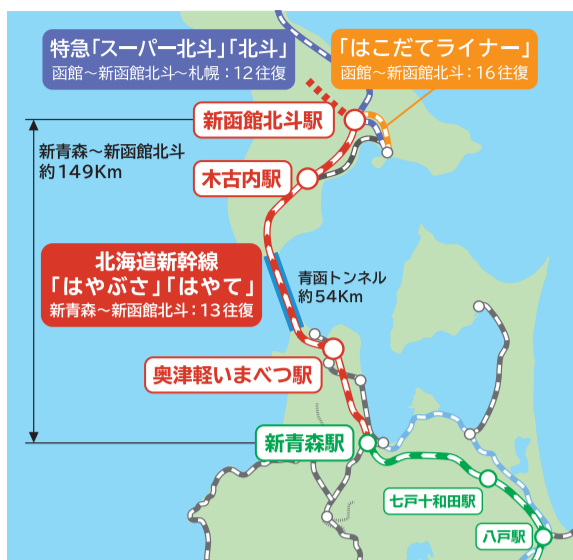 特急「スーパー北斗」「北斗」
函館～新函館北斗～札幌：12往復
「はこだてライナー」
函館～新函館北斗：16往復
新函館北斗駅
新青森～新函館北斗
約149Km
木古内駅
北海道新幹線
「はやぶさ」「はやて」
新青森～新函館北斗：13往復
青函トンネル
約54Km
奥津軽いまべつ駅
新青森駅
七戸十和田駅
八戸駅